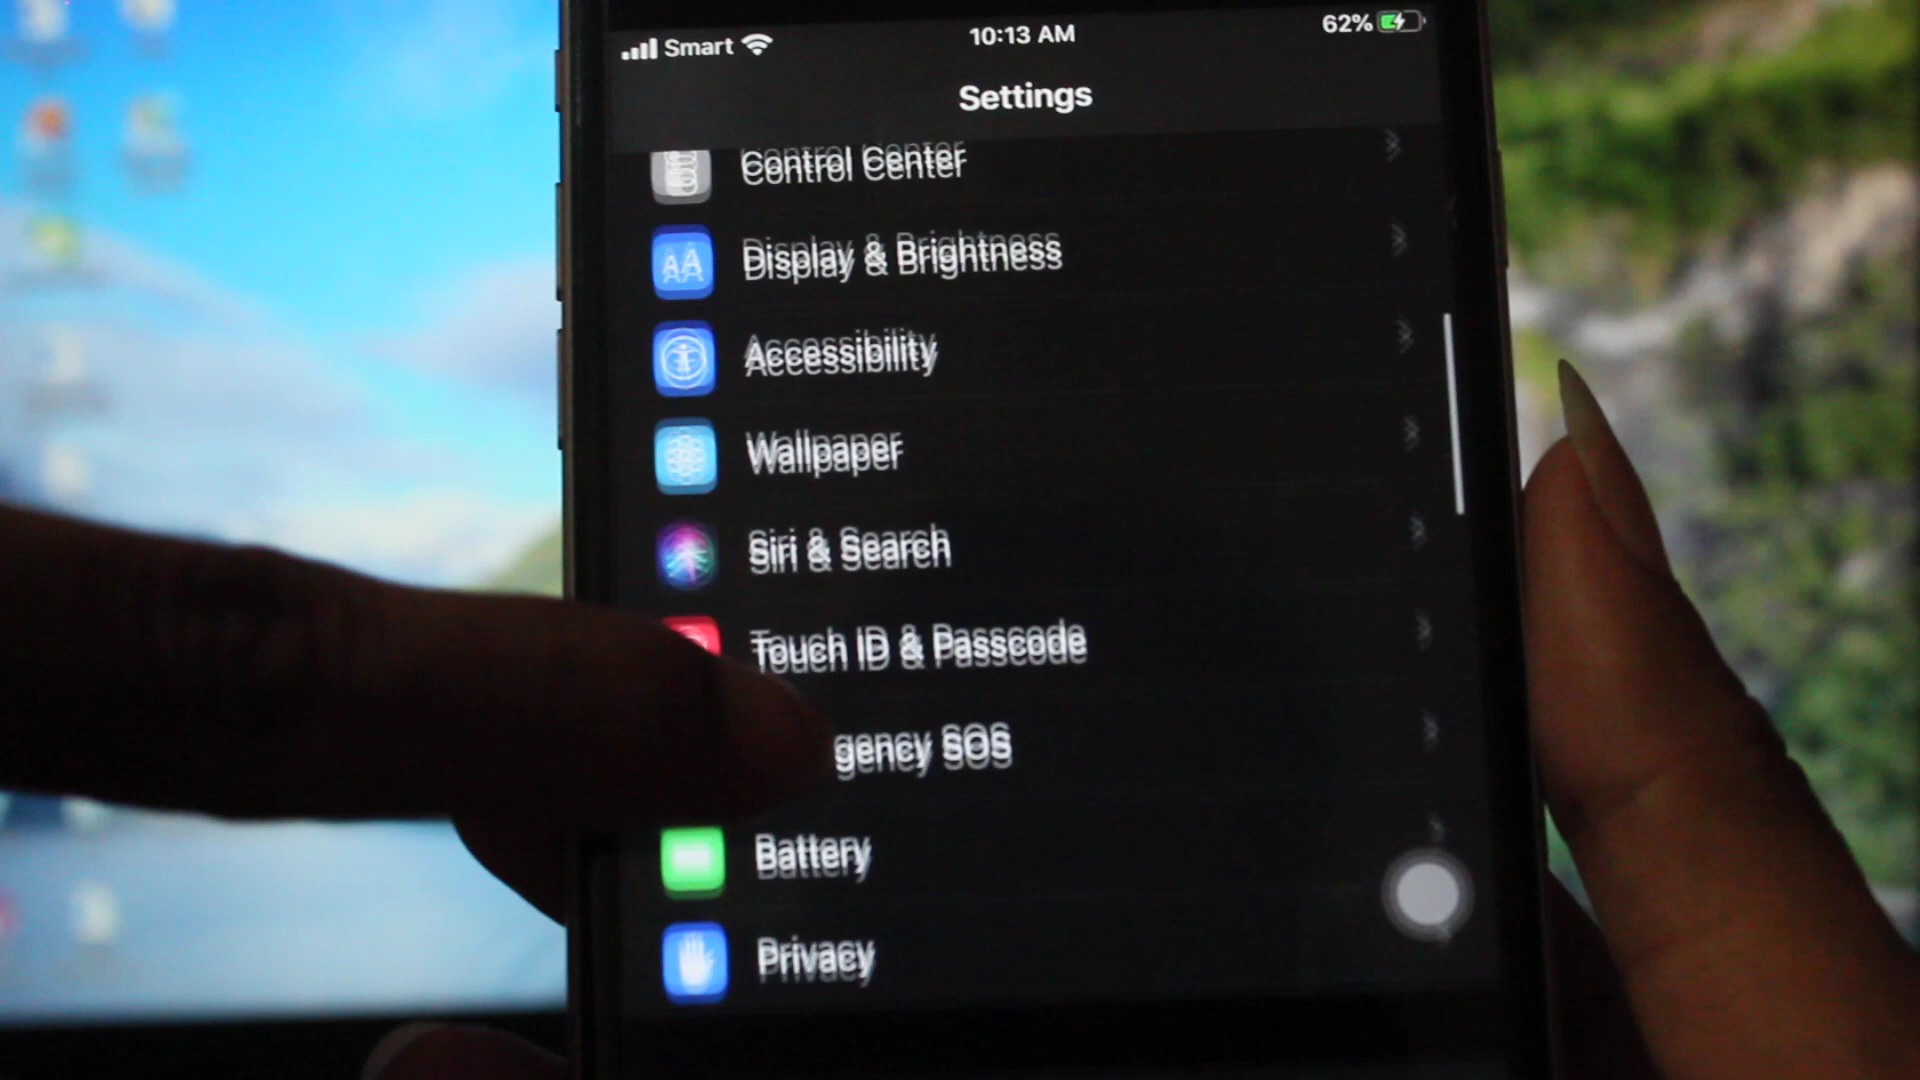 Smart 10:13 AM 62%
Settings
Control Center
AA Display & Brightness
Accessibility
Wallpaper
Siri & Search
Touch ID & Passcode
gency SOS
Battery
Privacy